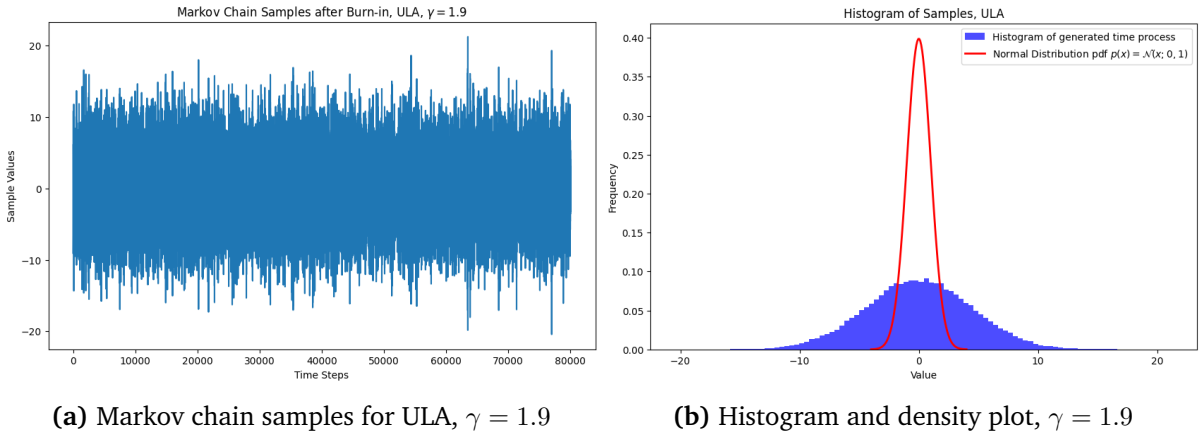 Markov Chain Samples after Burn-in, ULA, γ = 1.9
Sample Values
20
10
0
−10
−20
0 10000 20000 30000 40000 50000 60000 70000 80000
Time Steps
(a) Markov chain samples for ULA, γ = 1.9
Histogram of Samples, ULA
Histogram of generated time process
Normal Distribution pdf p(x) = 𝒩(x; 0, 1)
Frequency
0.40
0.35
0.30
0.25
0.20
0.15
0.10
0.05
0.00
−20 −10 0 10 20
Value
(b) Histogram and density plot, γ = 1.9